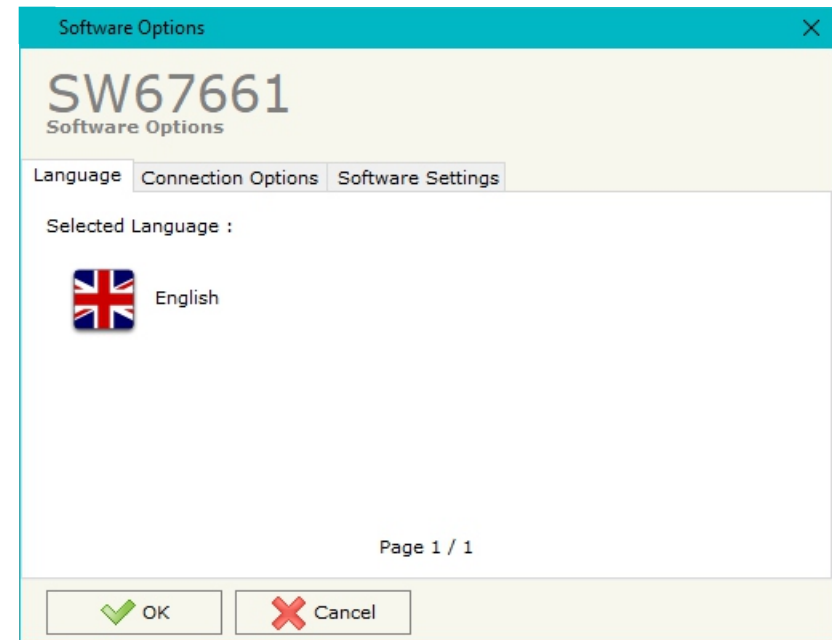 Software Options
SW67661
Software Options
Language Connection Options Software Settings
Selected Language :
English
Page 1 / 1
OK Cancel